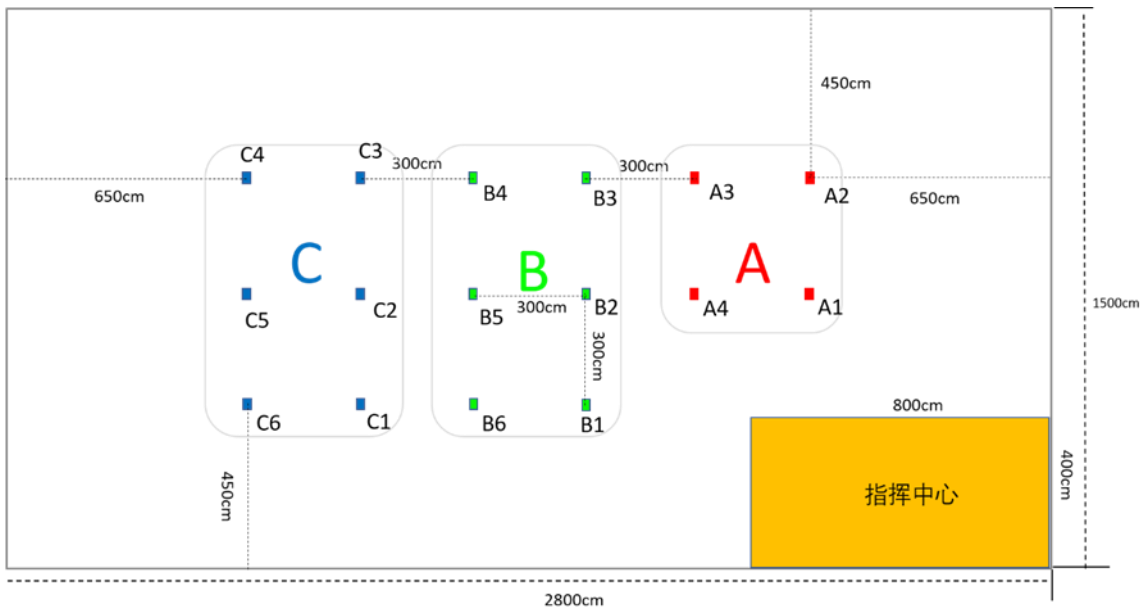 450cm
C4
C3
300cm
300cm
650cm
B4
B3
A3
A2
650cm
C
B
A
C5
C2
B5
300cm
B2
A4
A1
1500cm
300cm
800cm
C6
C1
B6
B1
450cm
400cm
指挥中心
2800cm